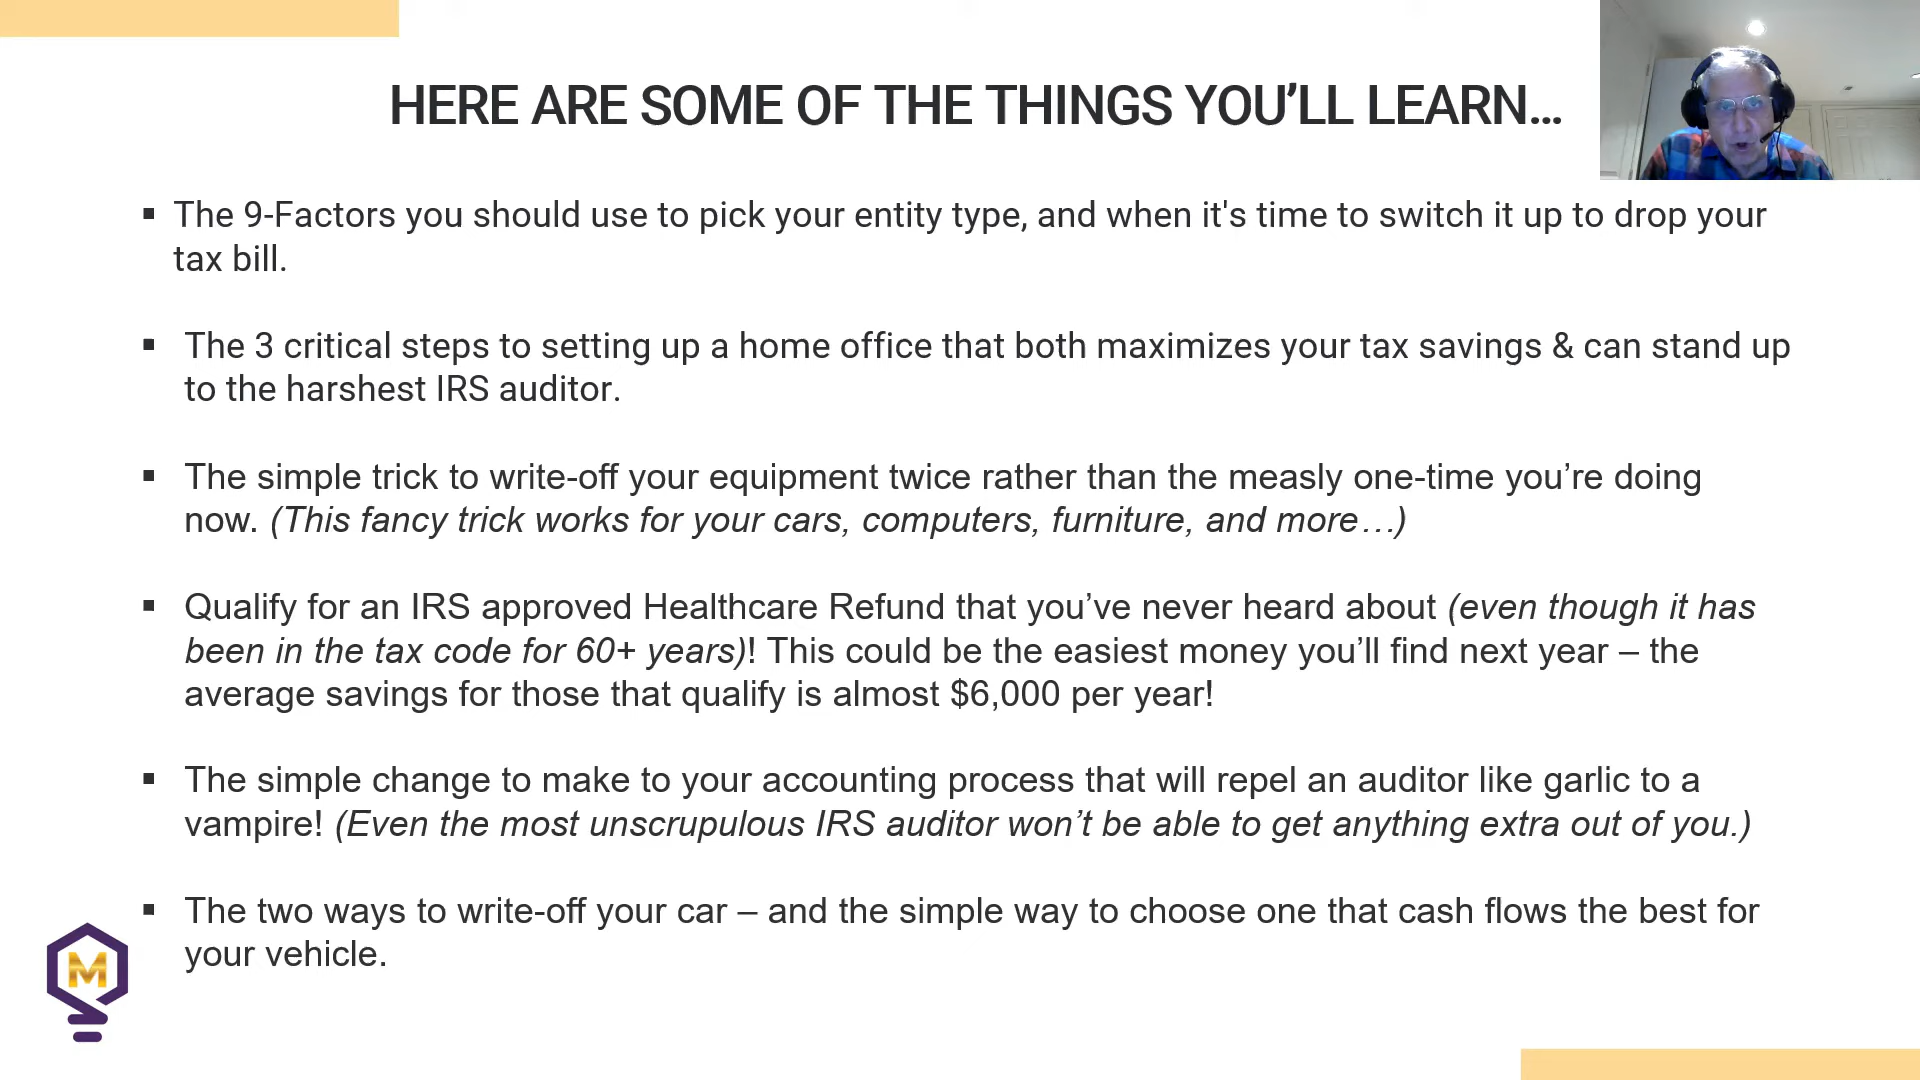 HERE ARE SOME OF THE THINGS YOU’LL LEARN…
▪ The 9-Factors you should use to pick your entity type, and when it's time to switch it up to drop your
tax bill.
▪ The 3 critical steps to setting up a home office that both maximizes your tax savings & can stand up
to the harshest IRS auditor.
▪ The simple trick to write-off your equipment twice rather than the measly one-time you’re doing
now. (This fancy trick works for your cars, computers, furniture, and more…)
▪ Qualify for an IRS approved Healthcare Refund that you’ve never heard about (even though it has
been in the tax code for 60+ years)! This could be the easiest money you’ll find next year – the
average savings for those that qualify is almost $6,000 per year!
▪ The simple change to make to your accounting process that will repel an auditor like garlic to a
vampire! (Even the most unscrupulous IRS auditor won’t be able to get anything extra out of you.)
▪ The two ways to write-off your car – and the simple way to choose one that cash flows the best for
your vehicle.
M